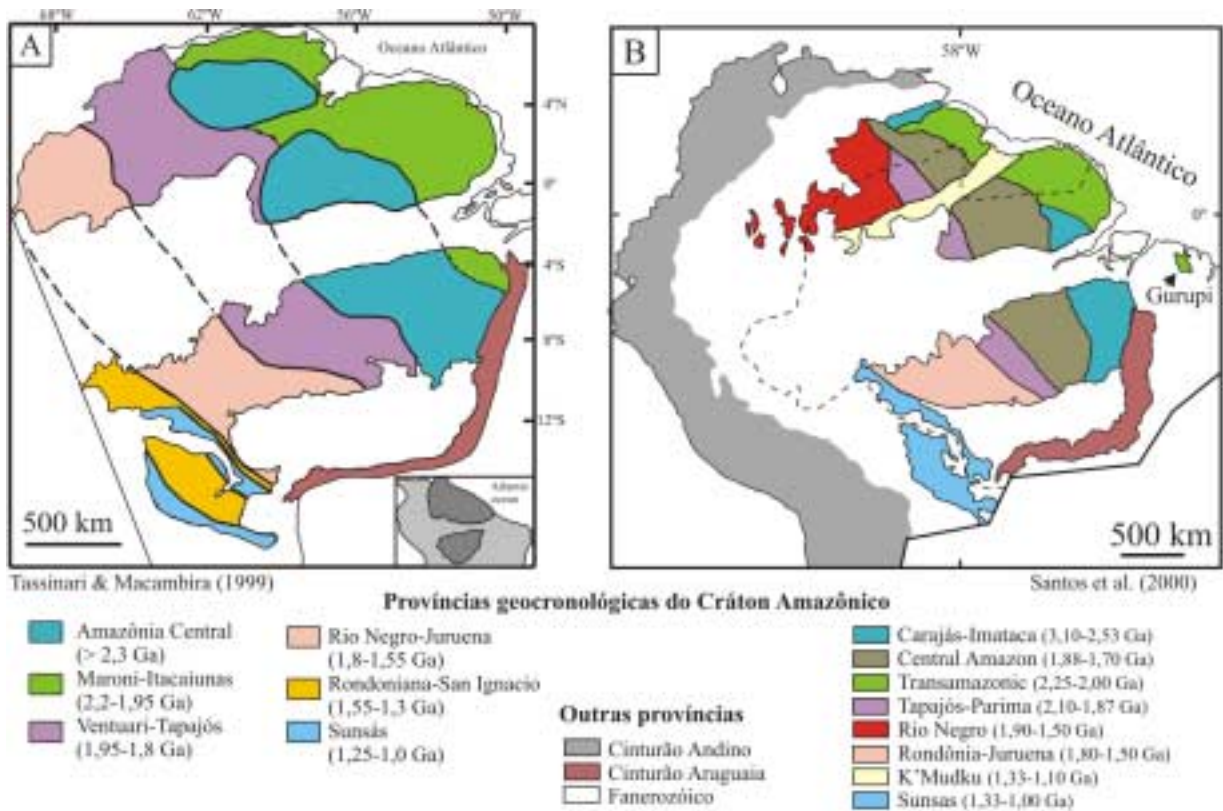 68°W 62°W 56°W 50°W
A
Oceano Atlântico
4°N
0°
4°S
8°S
12°S
500 km
Atlantic
ocean
Tassinari & Macambira (1999)
B
58°W
Oceano Atlântico
0°
Gurupi
500 km
Santos et al. (2000)
Províncias geocronológicas do Cráton Amazônico
Amazônia Central
(> 2,3 Ga)
Maroni-Itacaiunas
(2,2-1,95 Ga)
Ventuari-Tapajós
(1,95-1,8 Ga)
Rio Negro-Juruena
(1,8-1,55 Ga)
Rondoniana-San Ignacio
(1,55-1,3 Ga)
Sunsás
(1,25-1,0 Ga)
Outras províncias
Cinturão Andino
Cinturão Araguaia
Fanerozóico
Carajás-Imataca (3,10-2,53 Ga)
Central Amazon (1,88-1,70 Ga)
Transamazonic (2,25-2,00 Ga)
Tapajós-Parima (2,10-1,87 Ga)
Rio Negro (1,90-1,50 Ga)
Rondônia-Juruena (1,80-1,50 Ga)
K'Mudku (1,33-1,10 Ga)
Sunsas (1,33-1,00 Ga)